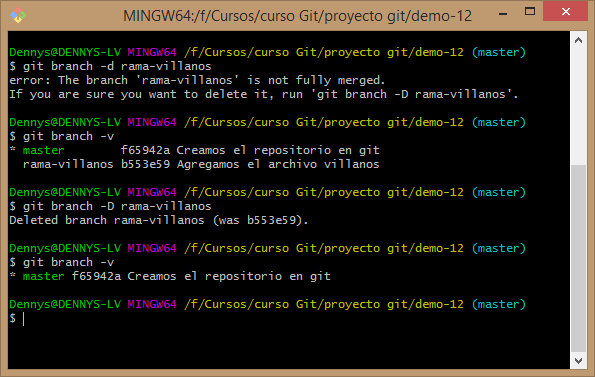 MINGW64:/f/Cursos/curso Git/proyecto git/demo-12
Dennys@DENNYS-LV MINGW64 /f/Cursos/curso Git/proyecto git/demo-12 (master)
$ git branch -d rama-villanos
error: The branch 'rama-villanos' is not fully merged.
If you are sure you want to delete it, run 'git branch -D rama-villanos'.
Dennys@DENNYS-LV MINGW64 /f/Cursos/curso Git/proyecto git/demo-12 (master)
$ git branch -v
* master        f65942a Creamos el repositorio en git
  rama-villanos b553e59 Agregamos el archivo villanos
Dennys@DENNYS-LV MINGW64 /f/Cursos/curso Git/proyecto git/demo-12 (master)
$ git branch -D rama-villanos
Deleted branch rama-villanos (was b553e59).
Dennys@DENNYS-LV MINGW64 /f/Cursos/curso Git/proyecto git/demo-12 (master)
$ git branch -v
* master f65942a Creamos el repositorio en git
Dennys@DENNYS-LV MINGW64 /f/Cursos/curso Git/proyecto git/demo-12 (master)
$